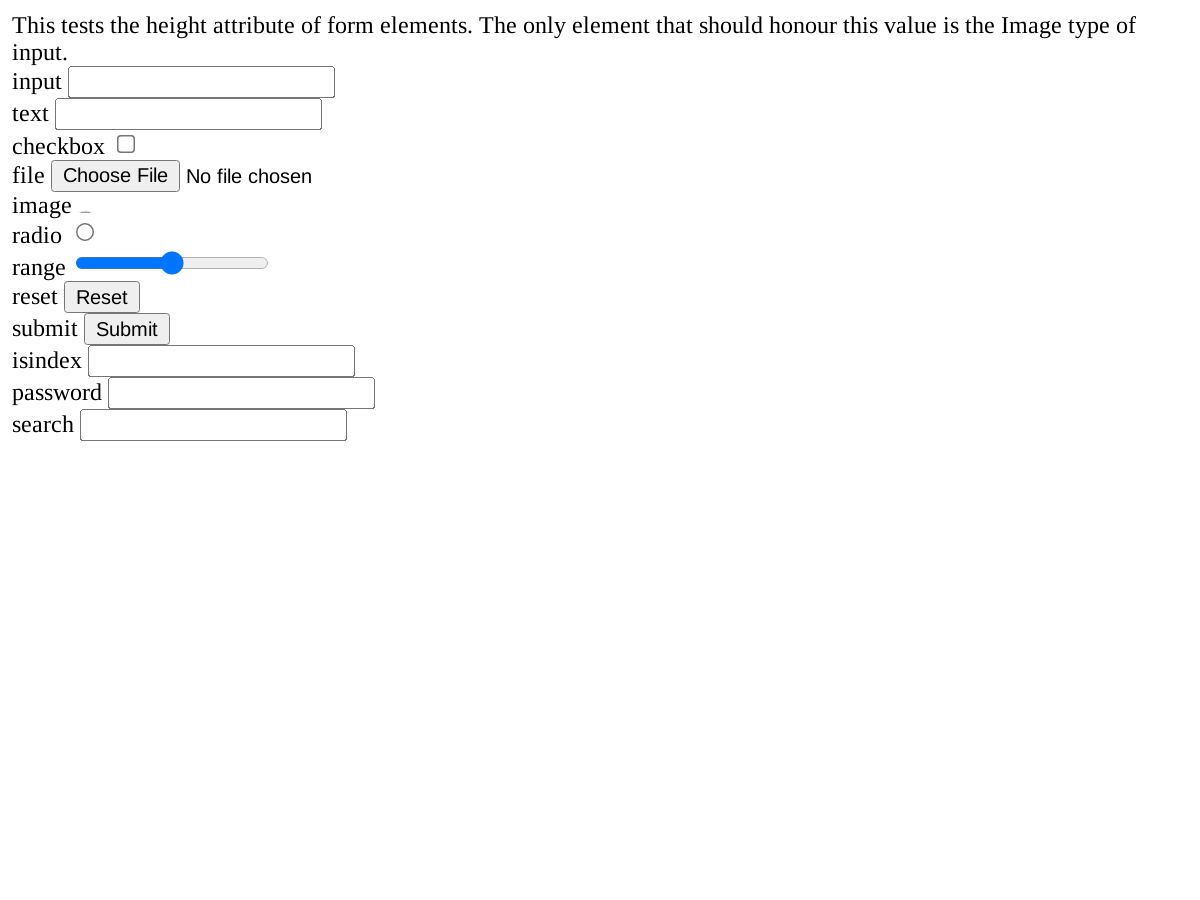 This tests the height attribute of form elements. The only element that should honour this value is the Image type of
input.
input
text
checkbox
file Choose File No file chosen
image
radio
range
reset Reset
submit Submit
isindex
password
search